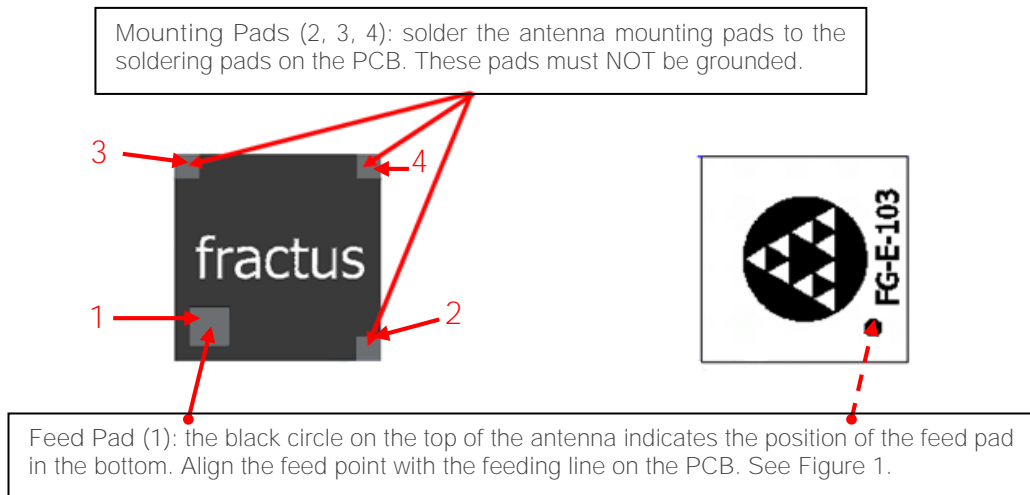 Mounting Pads (2, 3, 4): solder the antenna mounting pads to the
soldering pads on the PCB. These pads must NOT be grounded.
3
4
fractus
FG-E-103
1
2
Feed Pad (1): the black circle on the top of the antenna indicates the position of the feed pad
in the bottom. Align the feed point with the feeding line on the PCB. See Figure 1.